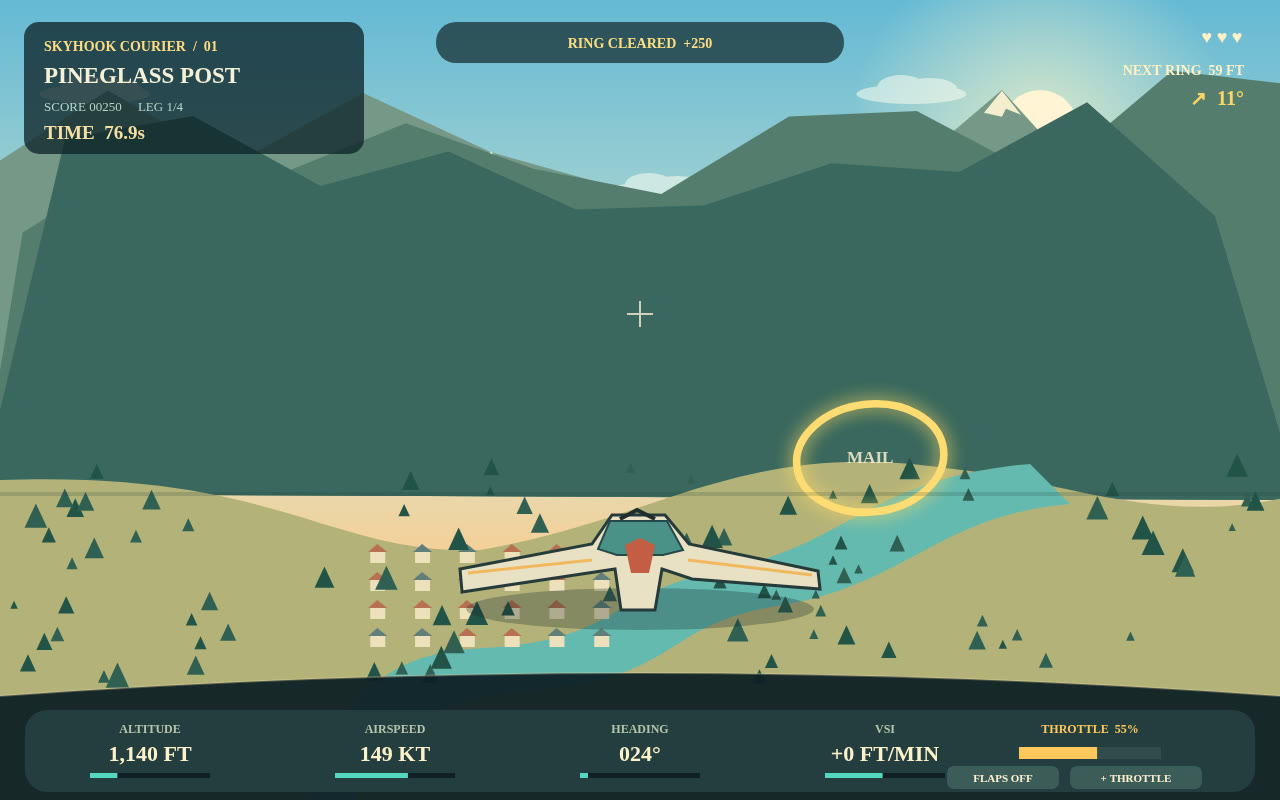 SKYHOOK COURIER / 01
PINEGLASS POST
SCORE 00250 LEG 1/4
TIME 76.9s
RING CLEARED +250
NEXT RING 59 FT
↗ 11°
MAIL
ALTITUDE
1,140 FT
AIRSPEED
149 KT
HEADING
024°
VSI
+0 FT/MIN
THROTTLE 55%
FLAPS OFF
+ THROTTLE